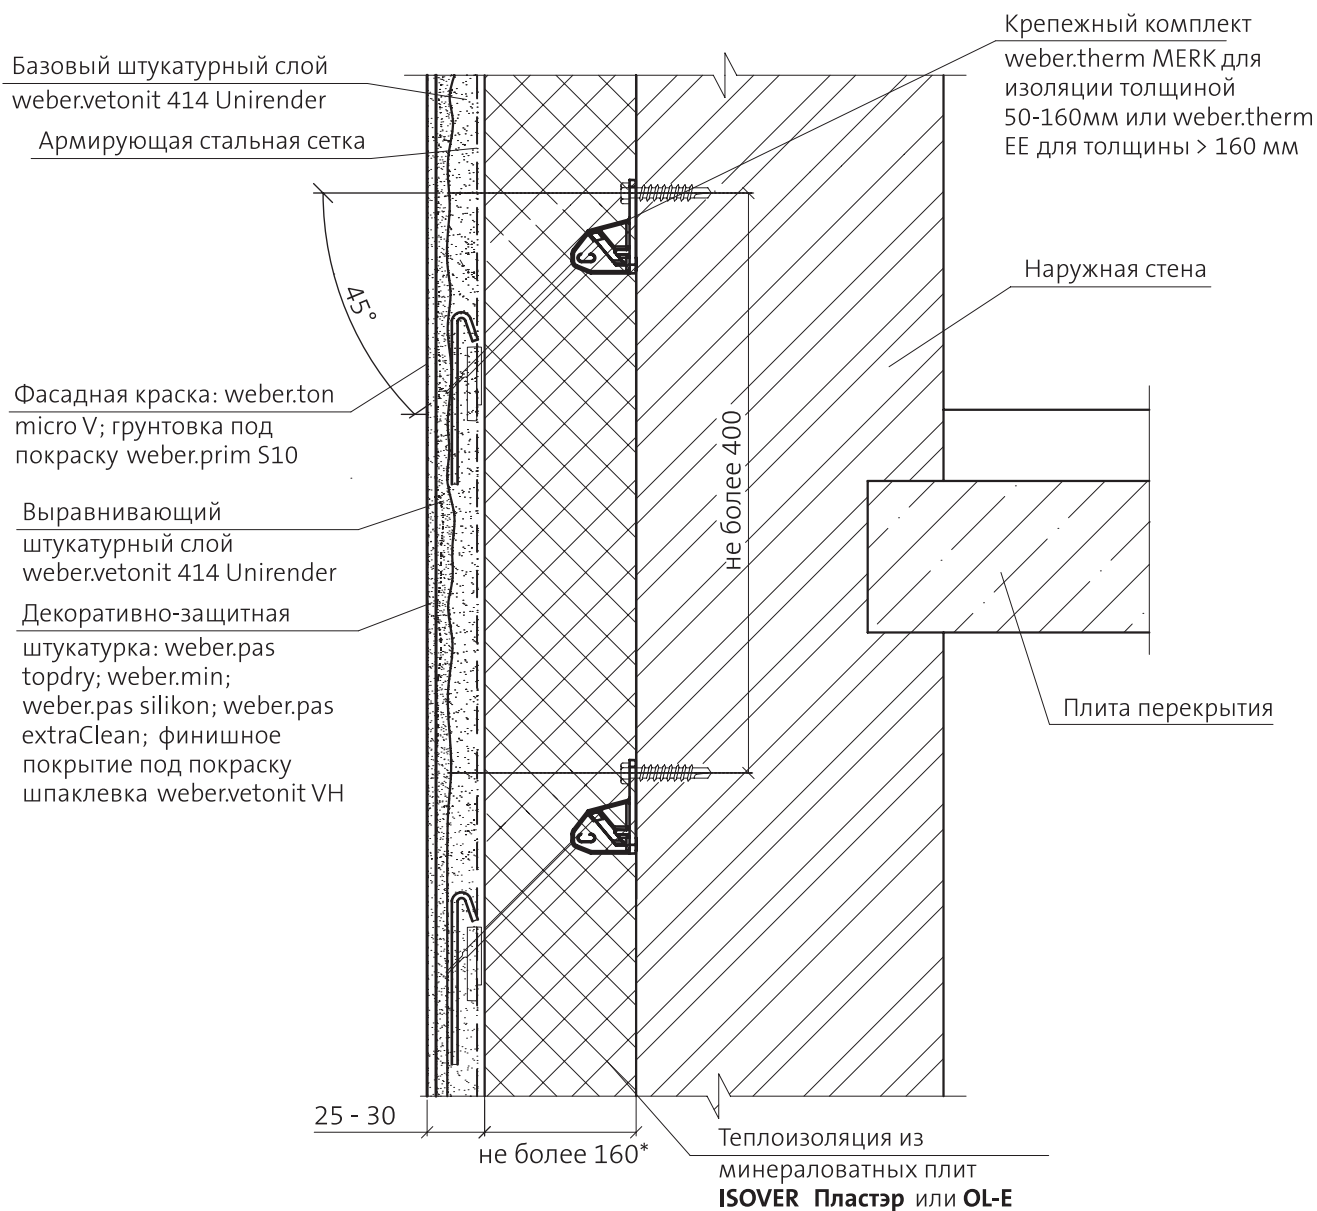 Крепежный комплект
weber.therm MERK для
изоляции толщиной
50-160мм или weber.therm
EE для толщины > 160 мм
Базовый штукатурный слой
weber.vetonit 414 Unirender
Армирующая стальная сетка
45°
Наружная стена
Фасадная краска: weber.ton
micro V; грунтовка под
покраску weber.prim S10
не более 400
Выравнивающий
штукатурный слой
weber.vetonit 414 Unirender
Декоративно-защитная
штукатурка: weber.pas
topdry; weber.min;
weber.pas silikon; weber.pas
extraClean; финишное
покрытие под покраску
шпаклевка weber.vetonit VH
Плита перекрытия
25 - 30
не более 160*
Теплоизоляция из
минераловатных плит
ISOVER Пластэр или OL-E